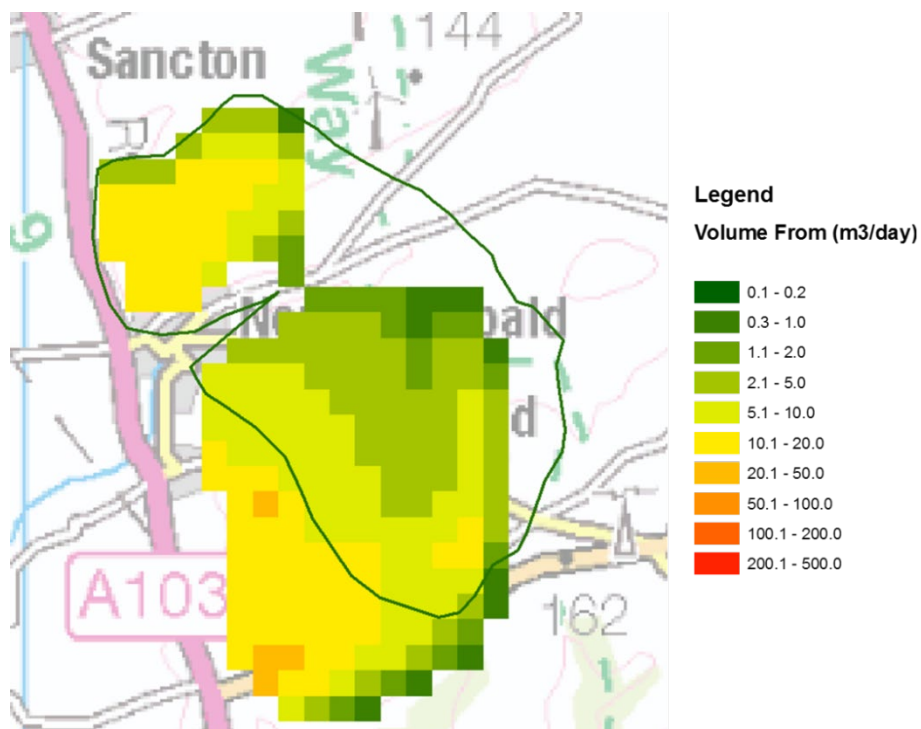 144
Sancton
Way
R
9
Legend
Volume From (m3/day)
0.1 - 0.2
0.3 - 1.0
1.1 - 2.0
2.1 - 5.0
5.1 - 10.0
10.1 - 20.0
20.1 - 50.0
50.1 - 100.0
100.1 - 200.0
200.1 - 500.0
A103
162